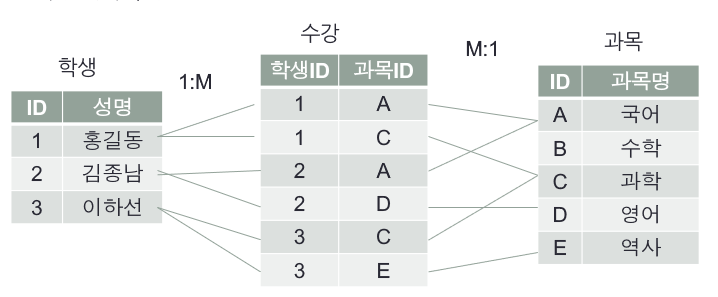 학생
1:M
수강
M:1
과목
ID 성명
1 홍길동
2 김종남
3 이하선
학생ID 과목ID
1 A
1 C
2 A
2 D
3 C
3 E
ID 과목명
A 국어
B 수학
C 과학
D 영어
E 역사